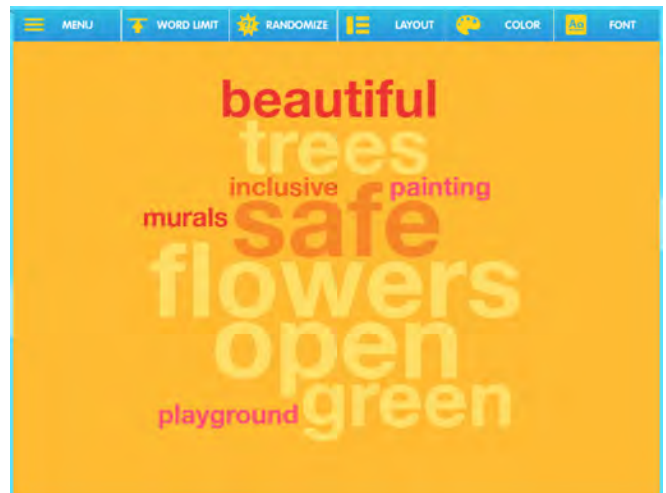 MENU WORD LIMIT RANDOMIZE LAYOUT COLOR Aa FONT
beautiful
trees
inclusive painting
murals safe
flowers
open
playground green